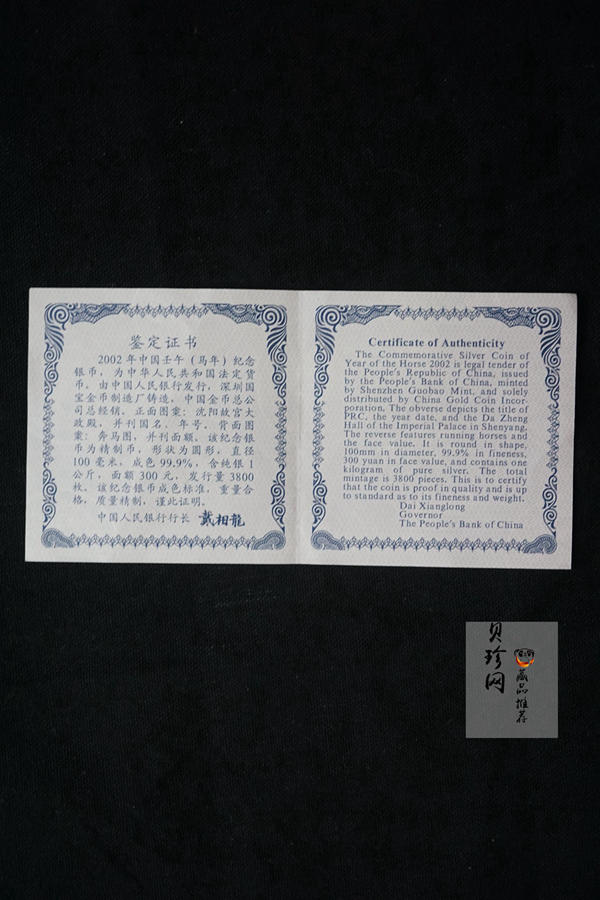 鉴定证书
2002年中国壬午(马年)纪念
银币,为中华人民共和国法定货
币。由中国人民银行发行,深圳国
宝金币制造厂铸造,中国金币总公
司总经销。正面图案:沈阳故宫大
政殿,并刊国名、年号。背面图
案:奔马图,并刊面额。该纪念银
币为精制币,形状为圆形,直径
100毫米,成色99.9%,含纯银1
公斤,面额300元,发行量3800
枚。该纪念银币成色标准,重量合
格,质量精制,谨此证明。
中国人民银行行长 戴相龍
Certificate of Authenticity
The Commemorative Silver Coin of
Year of the Horse 2002 is legal tender of
the People's Republic of China, issued
by the People's Bank of China, minted
by Shenzhen Guobao Mint, and solely
distributed by China Gold Coin Incor-
poration. The obverse depicts the title of
PRC, the year date, and the Da Zheng
Hall of the Imperial Palace in Shenyang.
The reverse features running horses and
the face value. It is round in shape,
100mm in diameter, 99.9% in fineness,
300 yuan in face value, and contains one
kilogram of pure silver. The total
mintage is 3800 pieces. This is to certify
that the coin is proof in quality and is up
to standard as to its fineness and weight.
Dai Xianglong
Governor
The People's Bank of China
贝珍网
藏品推荐